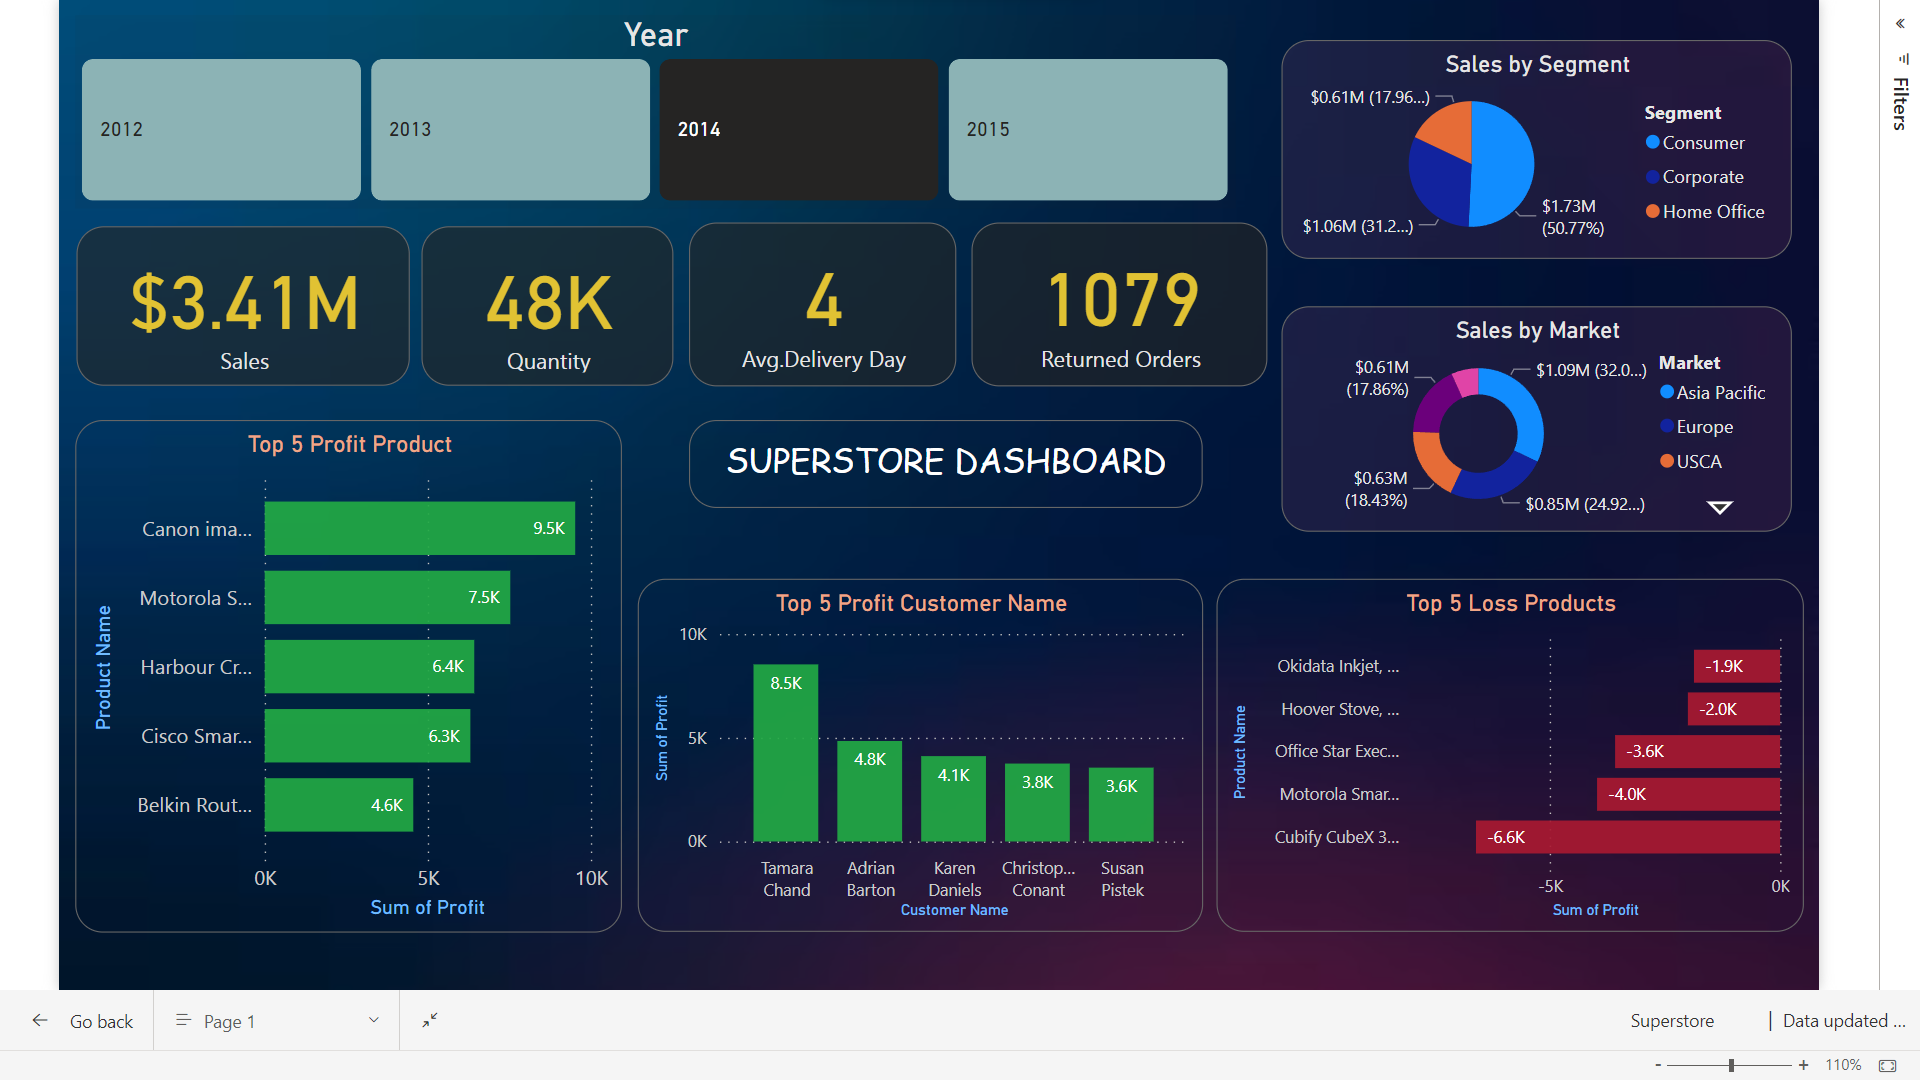 Year
2012
2013
2014
2015
$3.41M
Sales
48K
Quantity
4
Avg.Delivery Day
1079
Returned Orders
Sales by Segment
$0.61M (17.96...)
$1.06M (31.2...)
$1.73M
(50.77%)
Segment
Consumer
Corporate
Home Office
Sales by Market
$0.61M
(17.86%)
$1.09M (32.0...)
$0.63M
(18.43%)
$0.85M (24.92...)
Market
Asia Pacific
Europe
USCA
SUPERSTORE DASHBOARD
Top 5 Profit Product
Product Name
Canon ima...
9.5K
Motorola S...
7.5K
Harbour Cr...
6.4K
Cisco Smar...
6.3K
Belkin Rout...
4.6K
0K
5K
10K
Sum of Profit
Top 5 Profit Customer Name
Sum of Profit
10K
5K
0K
8.5K
4.8K
4.1K
3.8K
3.6K
Tamara
Chand
Adrian
Barton
Karen
Daniels
Christop...
Conant
Susan
Pistek
Customer Name
Top 5 Loss Products
Product Name
Okidata Inkjet, ...
-1.9K
Hoover Stove, ...
-2.0K
Office Star Exec...
-3.6K
Motorola Smar...
-4.0K
Cubify CubeX 3...
-6.6K
-5K
0K
Sum of Profit
Filters
Go back
Page 1
Superstore
| Data updated ...
- + 110%